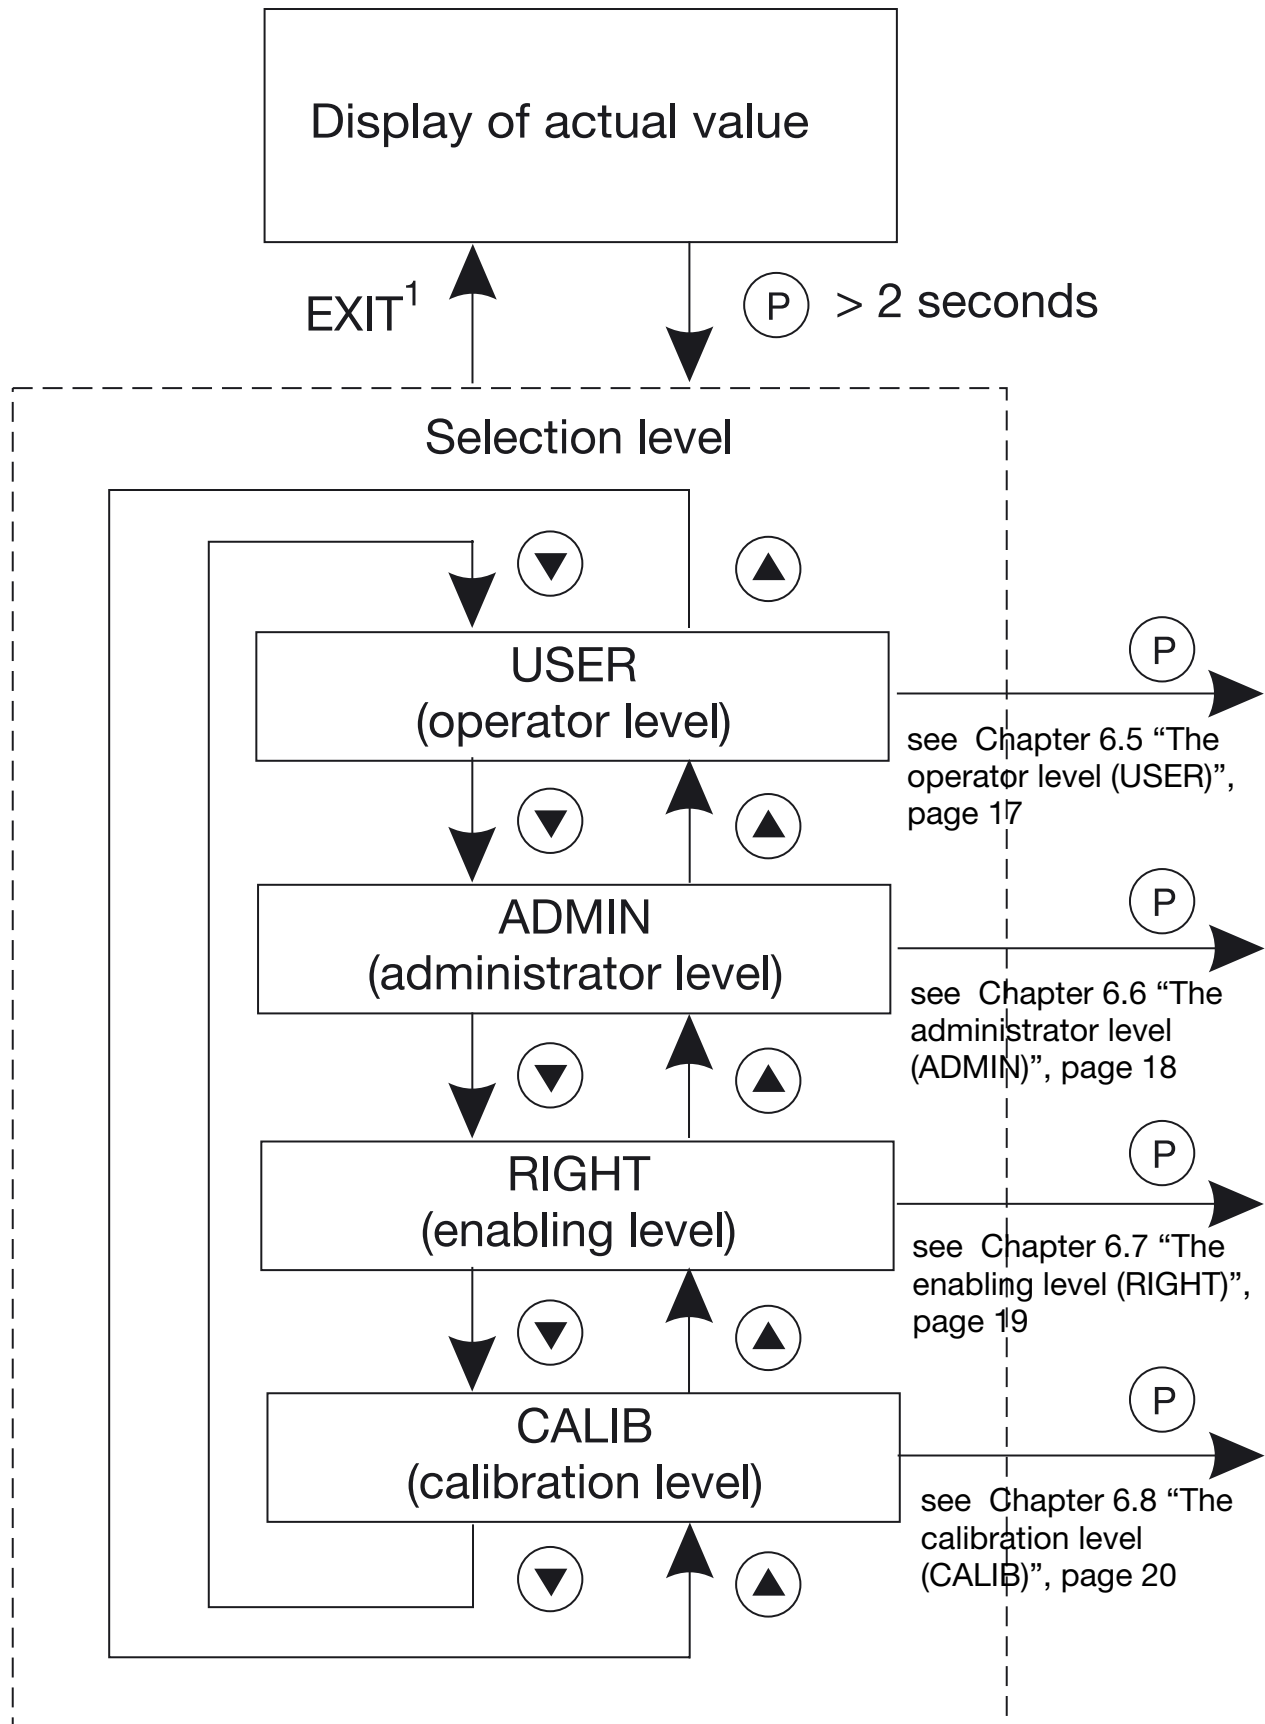 Display of actual value
EXIT1
P > 2 seconds
Selection level
USER
(operator level)
P
see Chapter 6.5 “The
operator level (USER)”,
page 17
ADMIN
(administrator level)
P
see Chapter 6.6 “The
administrator level
(ADMIN)”, page 18
RIGHT
(enabling level)
P
see Chapter 6.7 “The
enabling level (RIGHT)”,
page 19
CALIB
(calibration level)
P
see Chapter 6.8 “The
calibration level
(CALIB)”, page 20